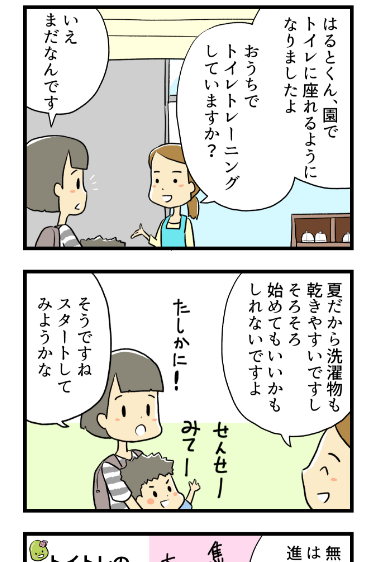 はるとくん、園で
トイレに座れるように
なりましたよ
おうちで
トイレトレーニング
していますか？
いえ
まだなんです
夏だから洗濯物も
乾きやすいですし
そろそろ
始めてもいいかも
しれないですよ
たしかに！
そうですね
スタートして
みようかな
せんせー
みてー
無
は
進
焦
トイトレの